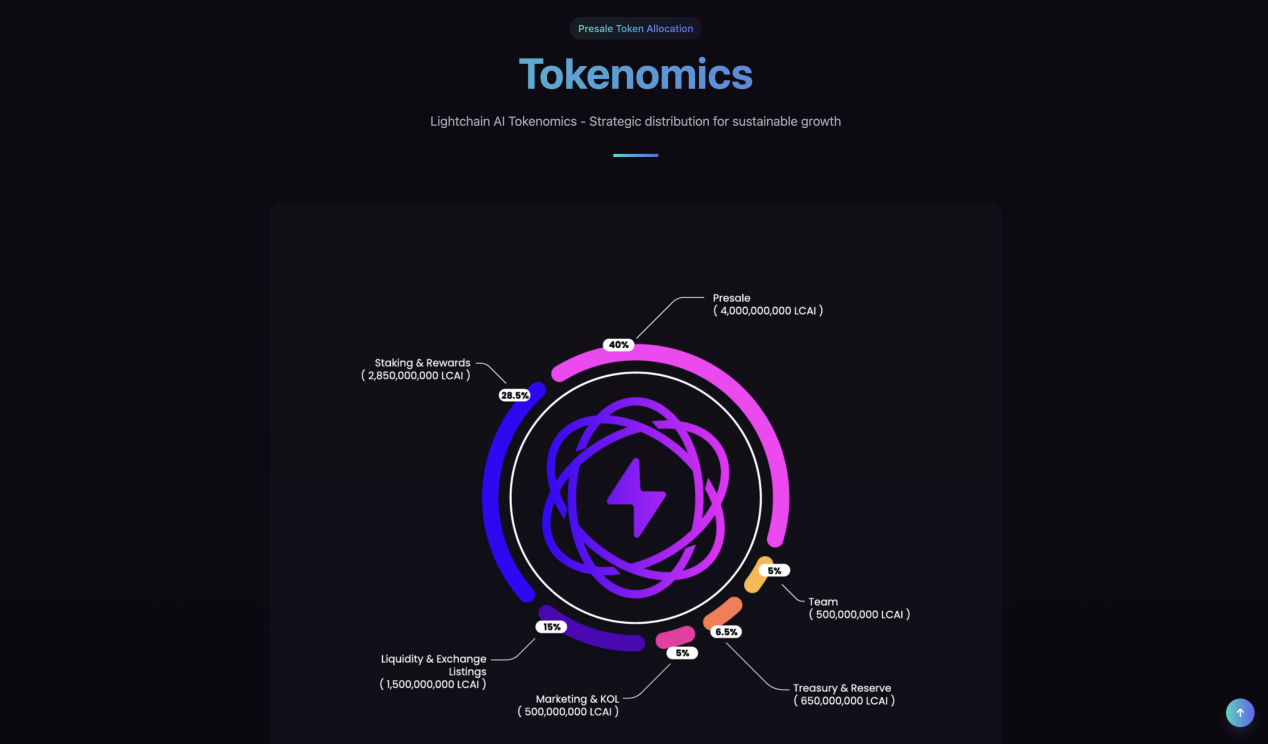 Presale Token Allocation
Tokenomics
Lightchain AI Tokenomics - Strategic distribution for sustainable growth
Presale
( 4,000,000,000 LCAI )
40%
Staking & Rewards
( 2,850,000,000 LCAI )
28.5%
5%
Team
( 500,000,000 LCAI )
6.5%
Treasury & Reserve
( 650,000,000 LCAI )
15%
Liquidity & Exchange
Listings
( 1,500,000,000 LCAI )
5%
Marketing & KOL
( 500,000,000 LCAI )